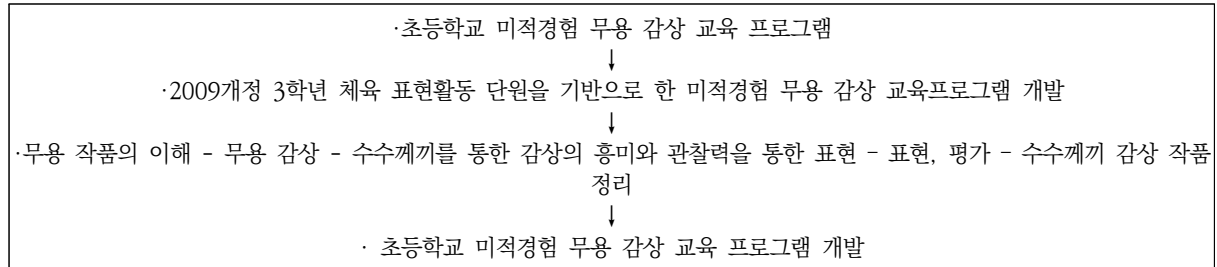 ·초등학교 미적경험 무용 감상 교육 프로그램
↓
·2009개정 3학년 체육 표현활동 단원을 기반으로 한 미적경험 무용 감상 교육프로그램 개발
↓
·무용 작품의 이해 - 무용 감상 - 수수께끼를 통한 감상의 흥미와 관찰력을 통한 표현 - 표현, 평가 - 수수께끼 감상 작품
정리
↓
· 초등학교 미적경험 무용 감상 교육 프로그램 개발